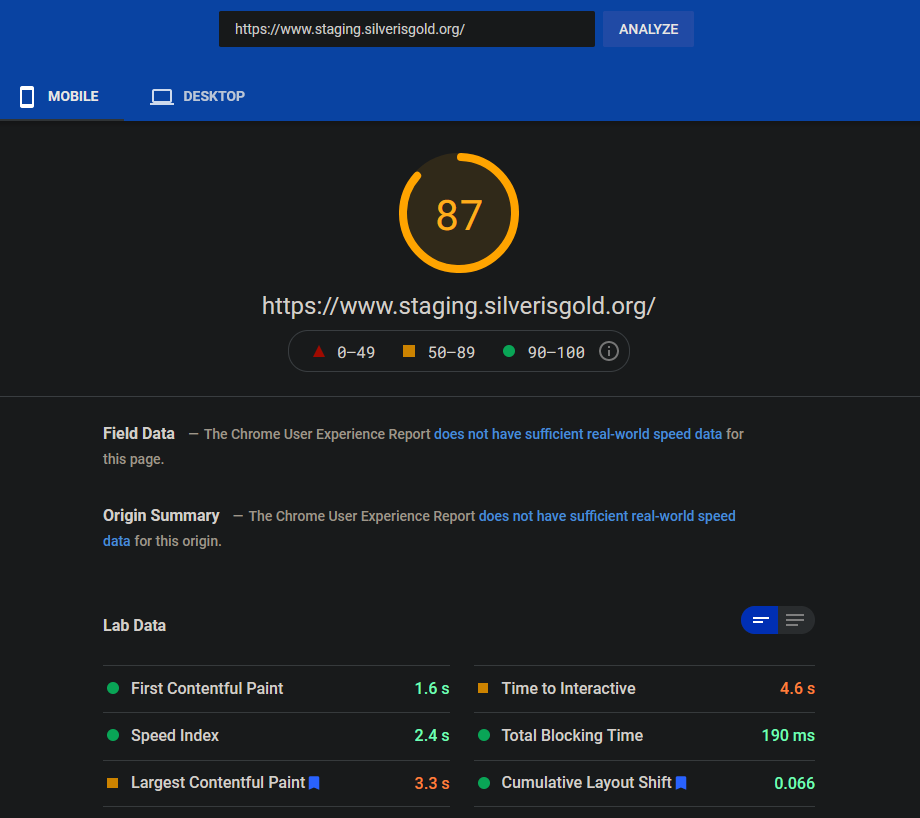 https://www.staging.silverisgold.org/ ANALYZE
MOBILE DESKTOP
87
https://www.staging.silverisgold.org/
0–49 50–89 90–100
Field Data — The Chrome User Experience Report does not have sufficient real-world speed data for
this page.
Origin Summary — The Chrome User Experience Report does not have sufficient real-world speed
data for this origin.
Lab Data
First Contentful Paint 1.6 s
Time to Interactive 4.6 s
Speed Index 2.4 s
Total Blocking Time 190 ms
Largest Contentful Paint 3.3 s
Cumulative Layout Shift 0.066